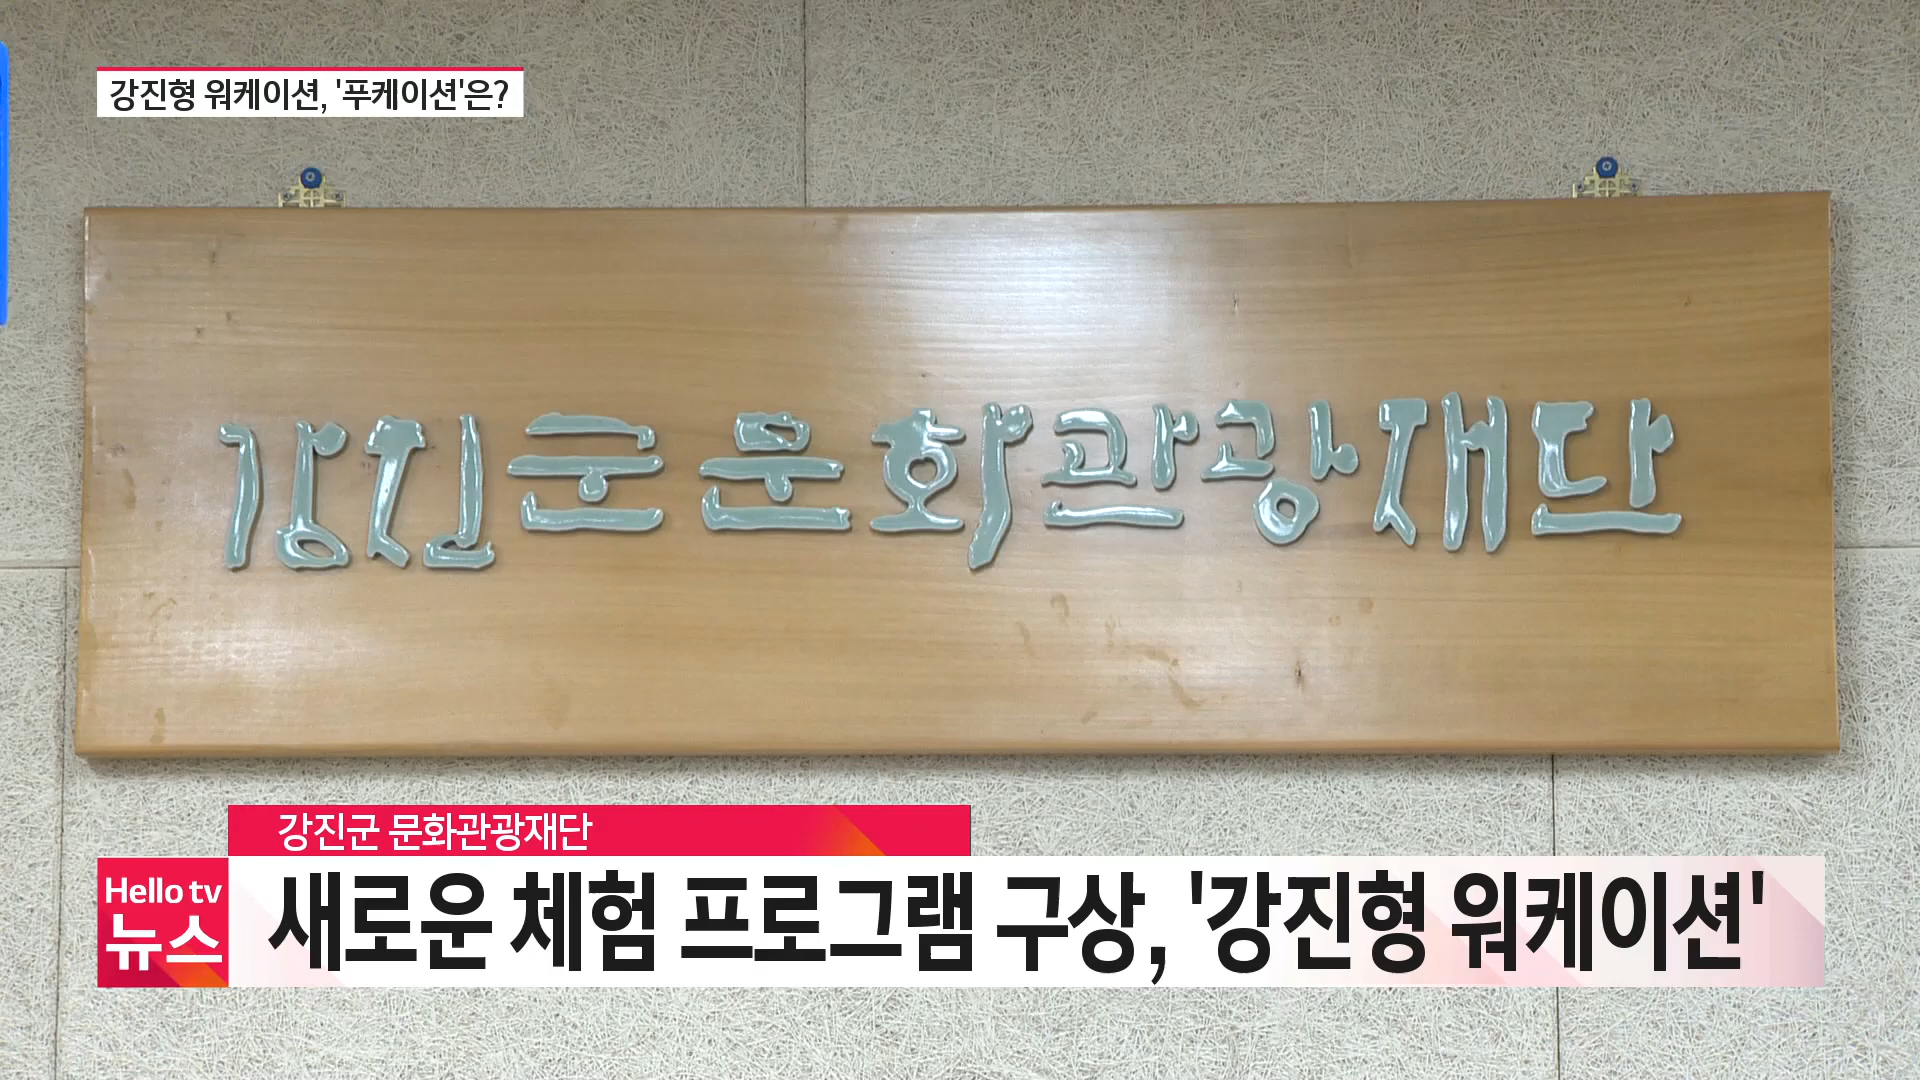 강진형 워케이션, '푸케이션'은?
강진군문화관광재단
강진군 문화관광재단
Hello tv
뉴스
새로운 체험 프로그램 구상, '강진형 워케이션'